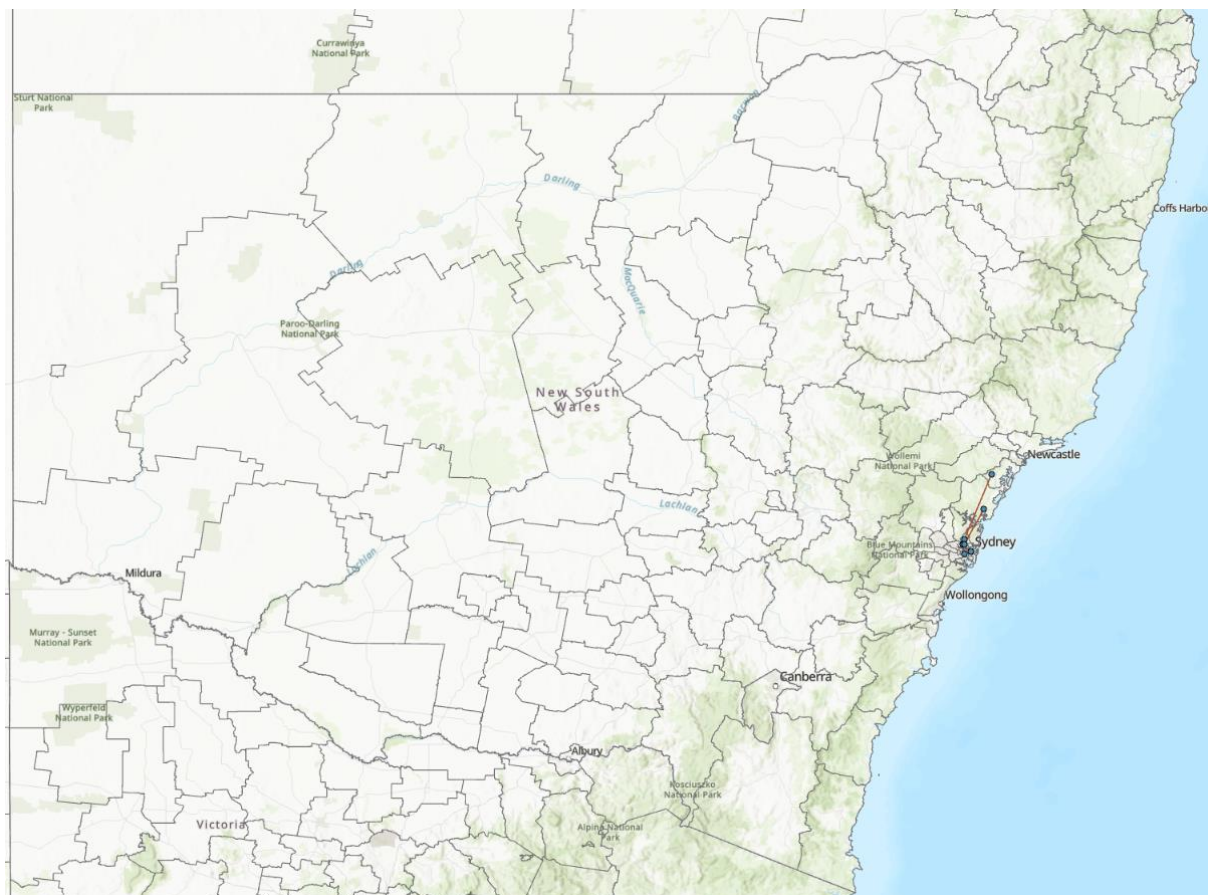 Currawinya
National Park
Sturt National
Park
Barwon
Darling
Coffs Harbo
Darling
MacQuarie
Paroo-Darling
National Park
New South
Wales
Wollemi
National Park
Newcastle
Lachlan
Sydney
Blue Mountains
National Park
Lachlan
Mildura
Wollongong
Murray - Sunset
National Park
Canberra
Wyperfeld
National Park
Albury
Kosciuszko
National Park
Victoria
Alpine National
Park